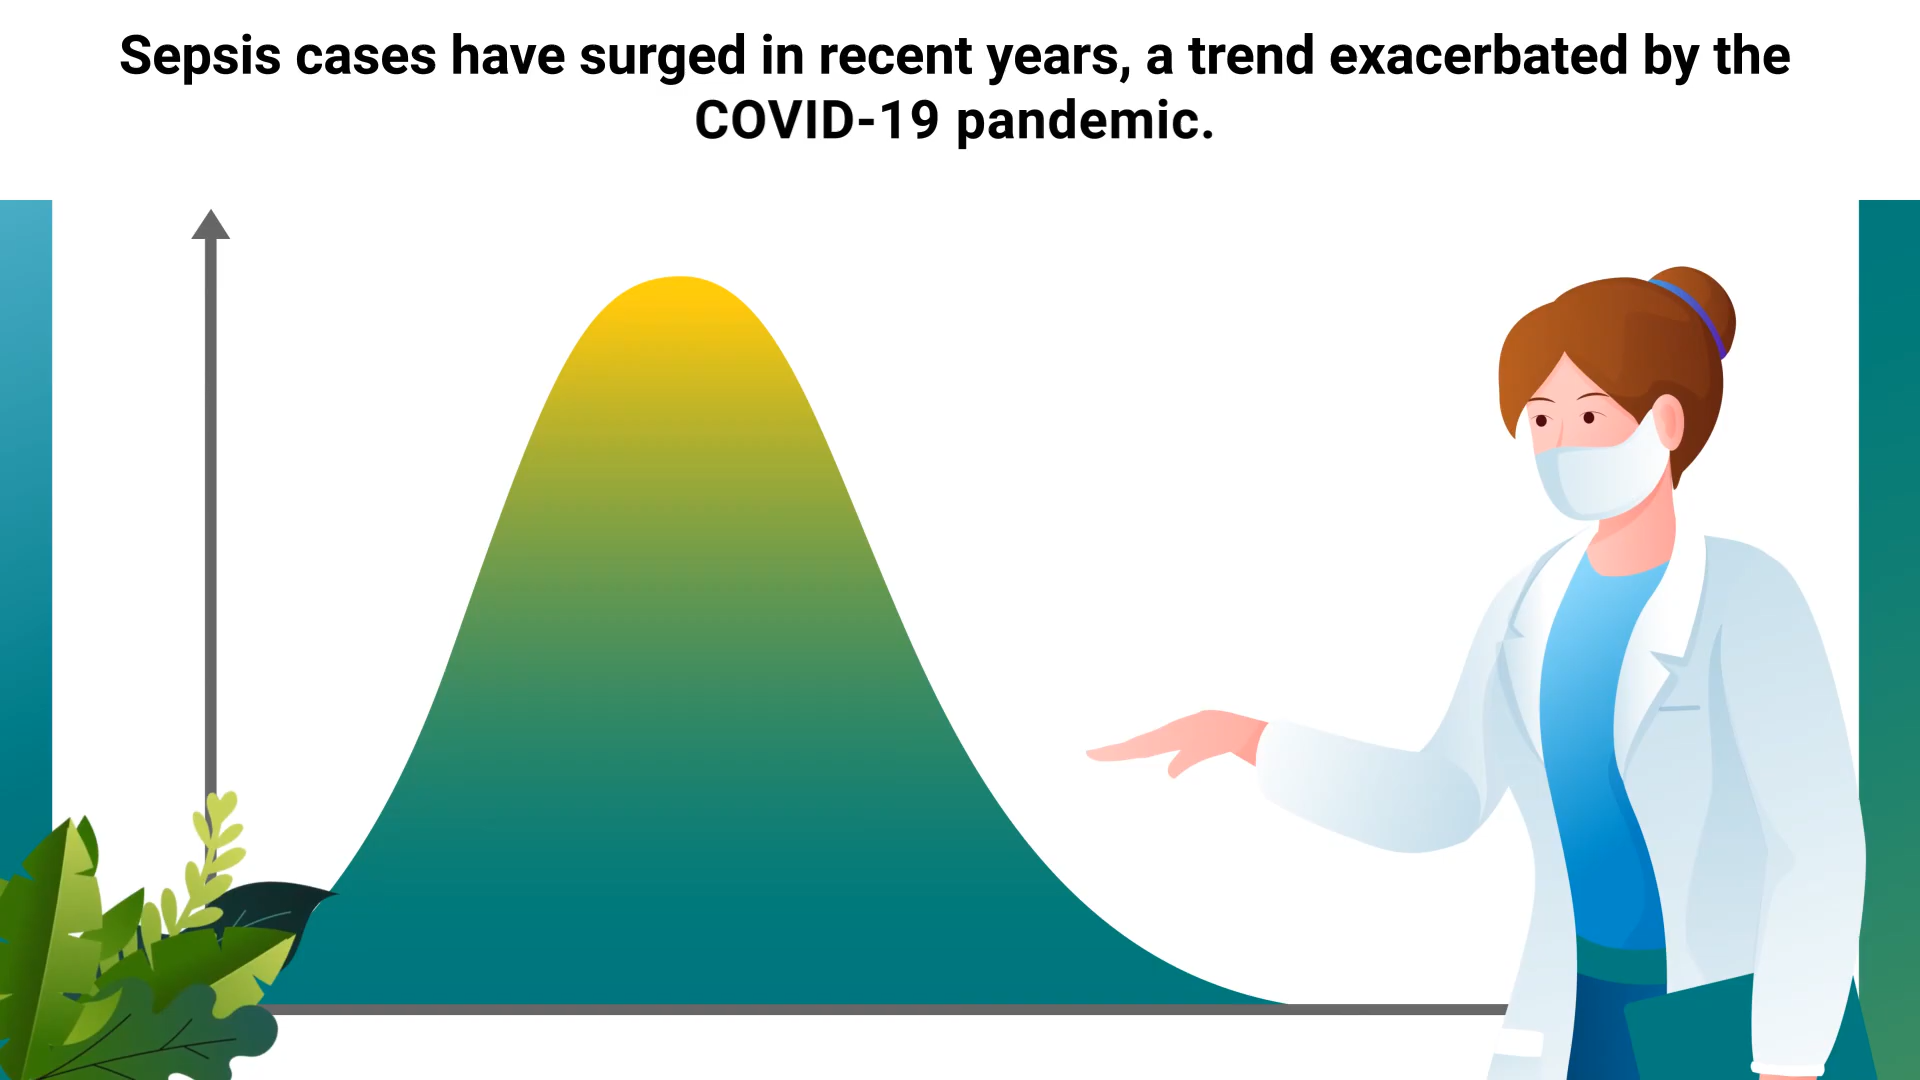 Sepsis cases have surged in recent years, a trend exacerbated by the
COVID-19 pandemic.